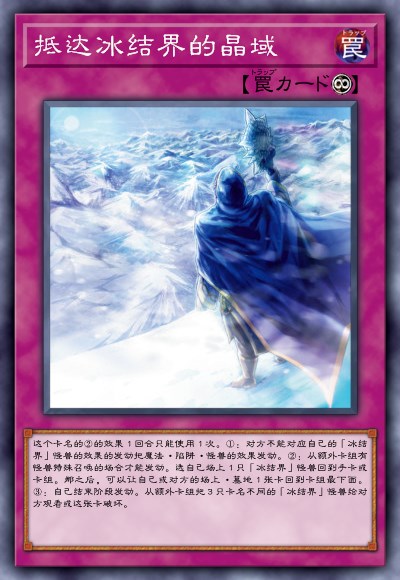 抵达冰结界的晶域
トラップ
罠
トラップ
【罠カード】
这个卡名的②的效果1回合只能使用1次。①：对方不能对应自己的「冰结
界」怪兽的效果的发动把魔法·陷阱·怪兽的效果发动。②：从额外卡组有
怪兽特殊召唤的场合才能发动。选自己场上1只「冰结界」怪兽回到手卡或
卡组。那之后，可以让自己或对方的场上·墓地1张卡回到卡组最下面。
③：自己结束阶段发动。从额外卡组把3只卡名不同的「冰结界」怪兽给对
方观看或这张卡破坏。